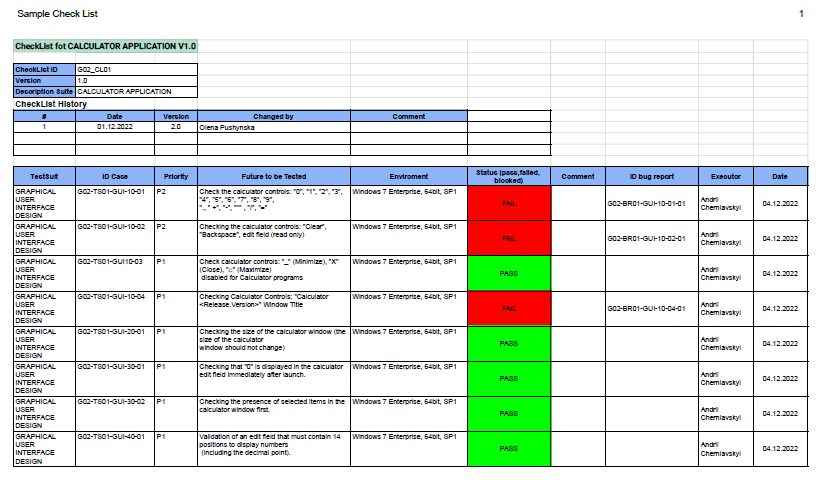 Sample Check List
1
CheckList fot CALCULATOR APPLICATION V1.0
CheckList ID G02_CL01
Version 1.0
Description Suite CALCULATOR APPLICATION
CheckList History
# Date Version Changed by Comment
1 01.12.2022 2.0 Olena Pushynska
TestSuit ID Case Priority Future to be Tested Enviroment Status (pass,failed, blooked) Comment ID bug report Executor Date
GRAPHICAL
USER
INTERFACE
DESIGN
G02-TS01-GUI-10-01
P2
Check the calculator controls: "0", "1", "2", "3",
"4", "5", "6", "7", "8", "9",
Windows 7 Enterprise, 64bit, SP1
FAIL
G02-BR01-GUI-10-01-01
Andrii
Cherniavskyi
04.12.2022
GRAPHICAL
USER
INTERFACE
DESIGN
G02-TS01-GUI-10-02
P2
Checking the calculator controls: "Clear",
"Backspace", edit field (read only)
Windows 7 Enterprise, 64bit, SP1
FAIL
G02-BR01-GUI-10-02-01
Andrii
Cherniavskyi
04.12.2022
GRAPHICAL
USER
INTERFACE
DESIGN
G02-TS01-GUI10-03
P1
Check calculator controls: "_" (Minimize), "X"
(Close), "□" (Maximize)
disabled for Calculator programs
Windows 7 Enterprise, 64bit, SP1
PASS
Andrii
Cherniavskyi
04.12.2022
GRAPHICAL
USER
INTERFACE
DESIGN
G02-TS01-GUI-10-04
P1
Checking Calculator Controls: "Calculator
<Release.Version>" Window Title
Windows 7 Enterprise, 64bit, SP1
FAIL
G02-BR01-GUI-10-04-01
Andrii
Cherniavskyi
04.12.2022
GRAPHICAL
USER
INTERFACE
DESIGN
G02-TS01-GUI-20-01
P1
Checking the size of the calculator window (the
size of the calculator
window should not change)
Windows 7 Enterprise, 64bit, SP1
PASS
Andrii
Cherniavskyi
04.12.2022
GRAPHICAL
USER
INTERFACE
DESIGN
G02-TS01-GUI-30-01
P1
Checking that "0" is displayed in the calculator
edit field immediately after launch.
Windows 7 Enterprise, 64bit, SP1
PASS
Andrii
Cherniavskyi
04.12.2022
GRAPHICAL
USER
INTERFACE
DESIGN
G02-TS01-GUI-30-02
P1
Checking the presence of selected items in the
calculator window first.
Windows 7 Enterprise, 64bit, SP1
PASS
Andrii
Cherniavskyi
04.12.2022
GRAPHICAL
USER
INTERFACE
DESIGN
G02-TS01-GUI-40-01
P1
Validation of an edit field that must contain 14
positions to display numbers
(including the decimal point).
Windows 7 Enterprise, 64bit, SP1
PASS
Andrii
Cherniavskyi
04.12.2022